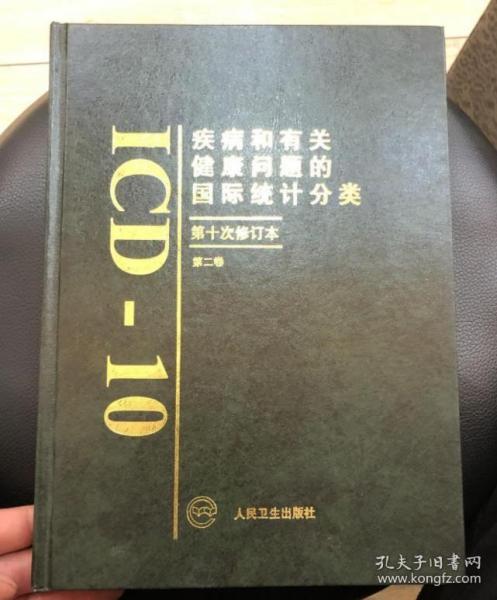 ICD-10
疾病和有关
健康问题的
国际统计分类
第十次修订本
第二卷
人民卫生出版社
孔夫子旧书网
www.kongfz.com